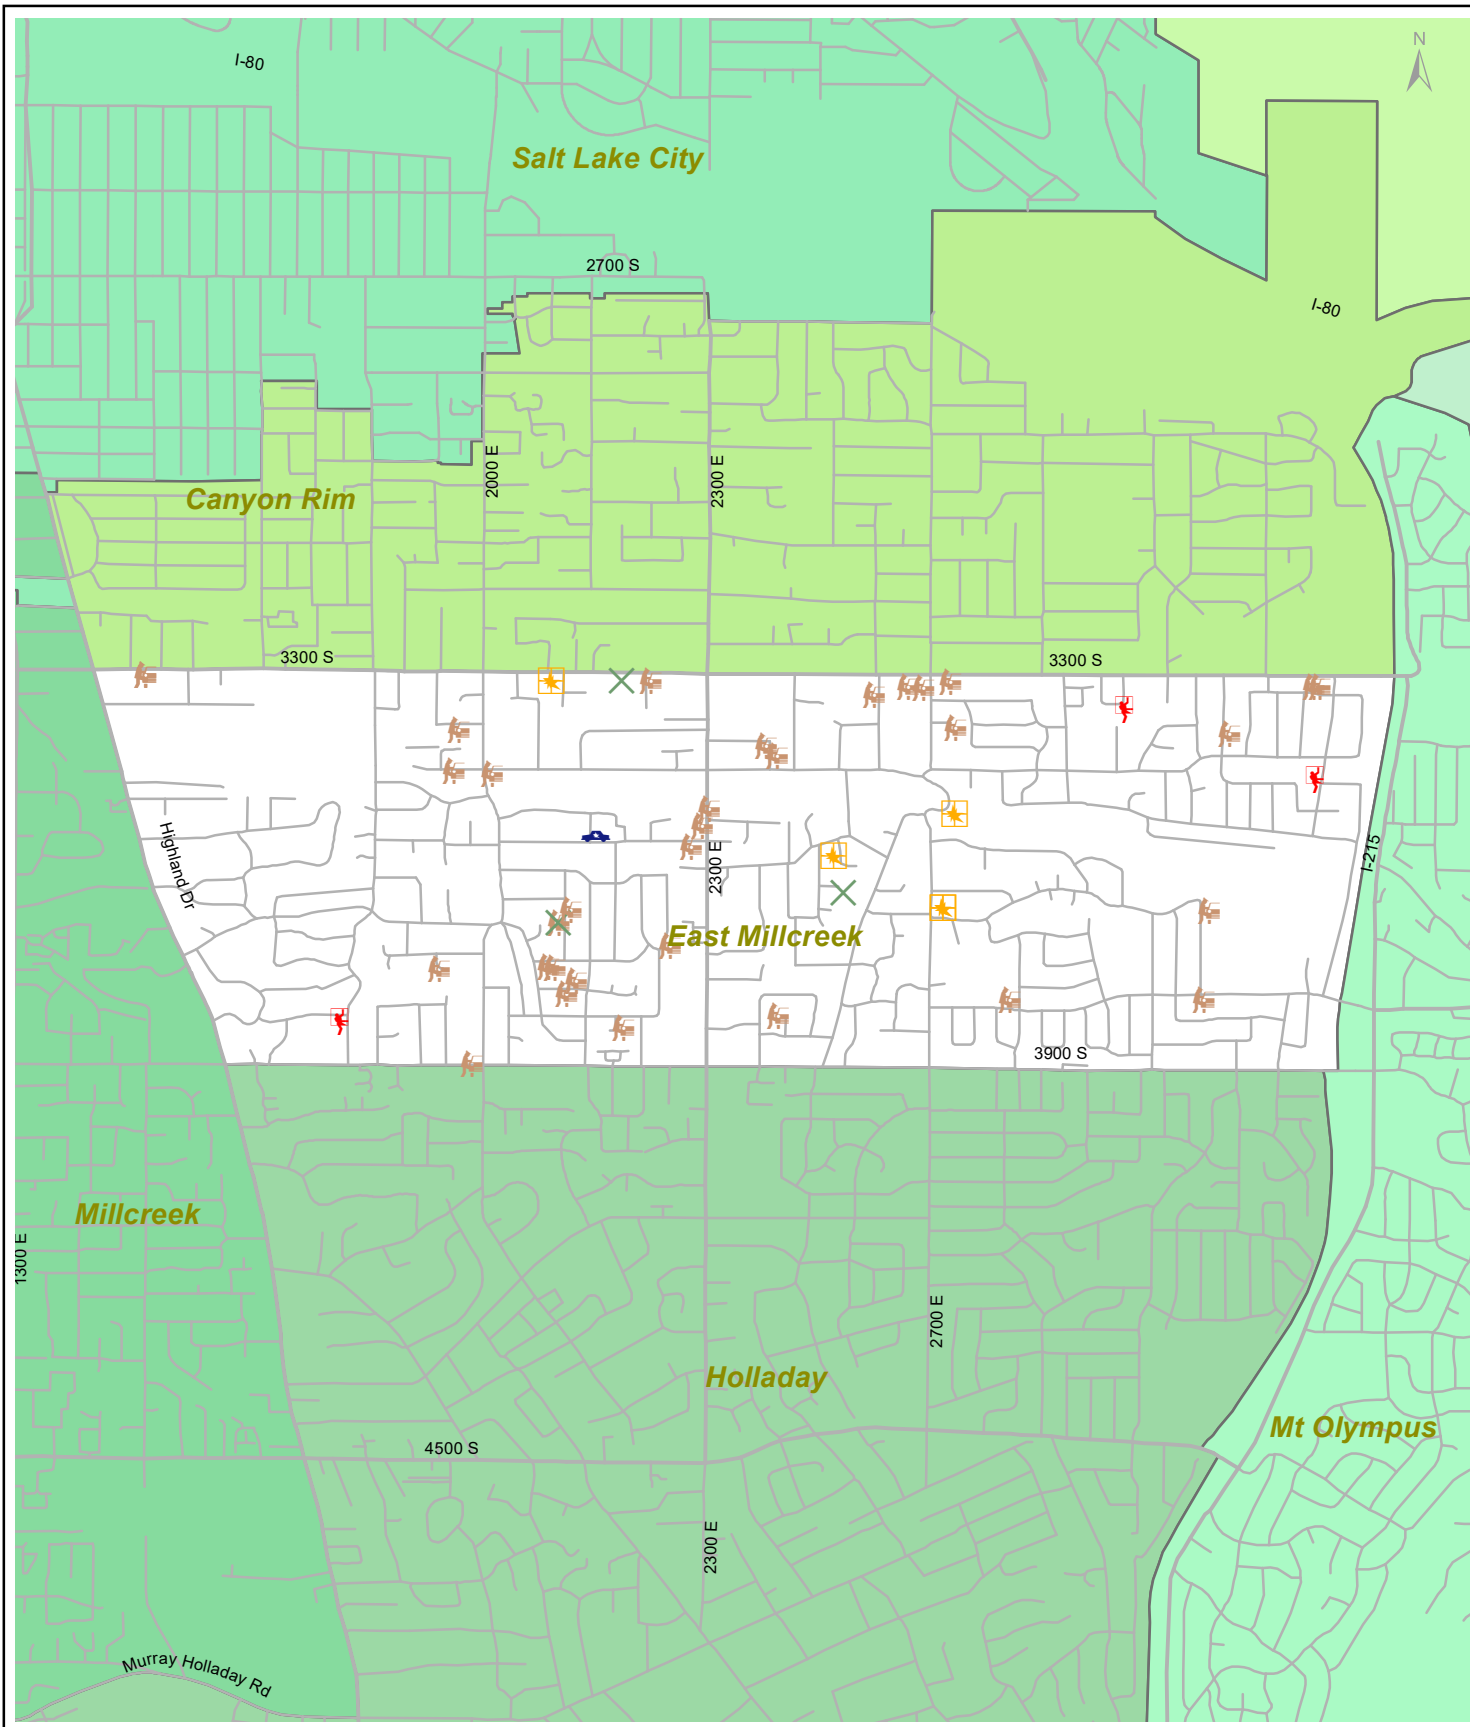 I-80
N
Salt Lake City
2700 S
I-80
2000 E
2300 E
Canyon Rim
3300 S
3300 S
Highland Dr
2300 E
I-215
East Millcreek
3900 S
Millcreek
1300 E
2700 E
Holladay
Mt Olympus
4500 S
2300 E
Murray Holladay Rd